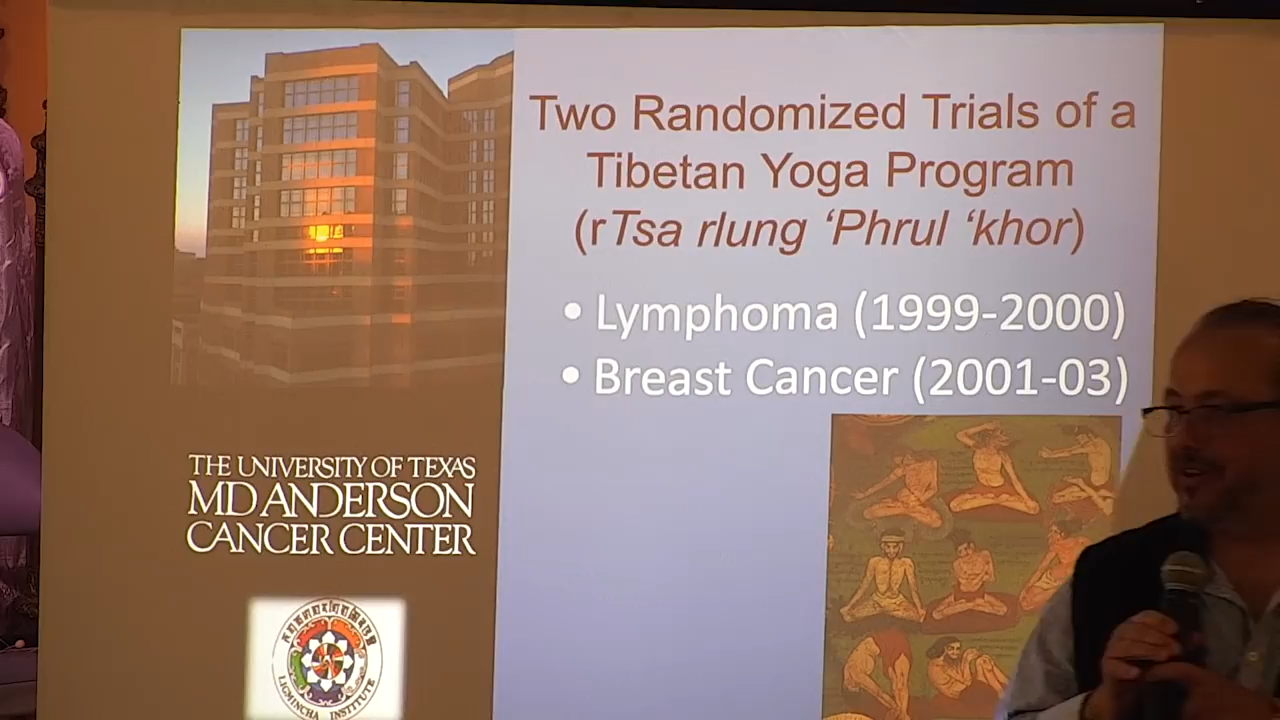 Two Randomized Trials of a
Tibetan Yoga Program
(rTsa rlung ‘Phrul ‘khor)
• Lymphoma (1999-2000)
• Breast Cancer (2001-03)
THE UNIVERSITY OF TEXAS
MD ANDERSON
CANCER CENTER
LIGMINCHA INSTITUTE